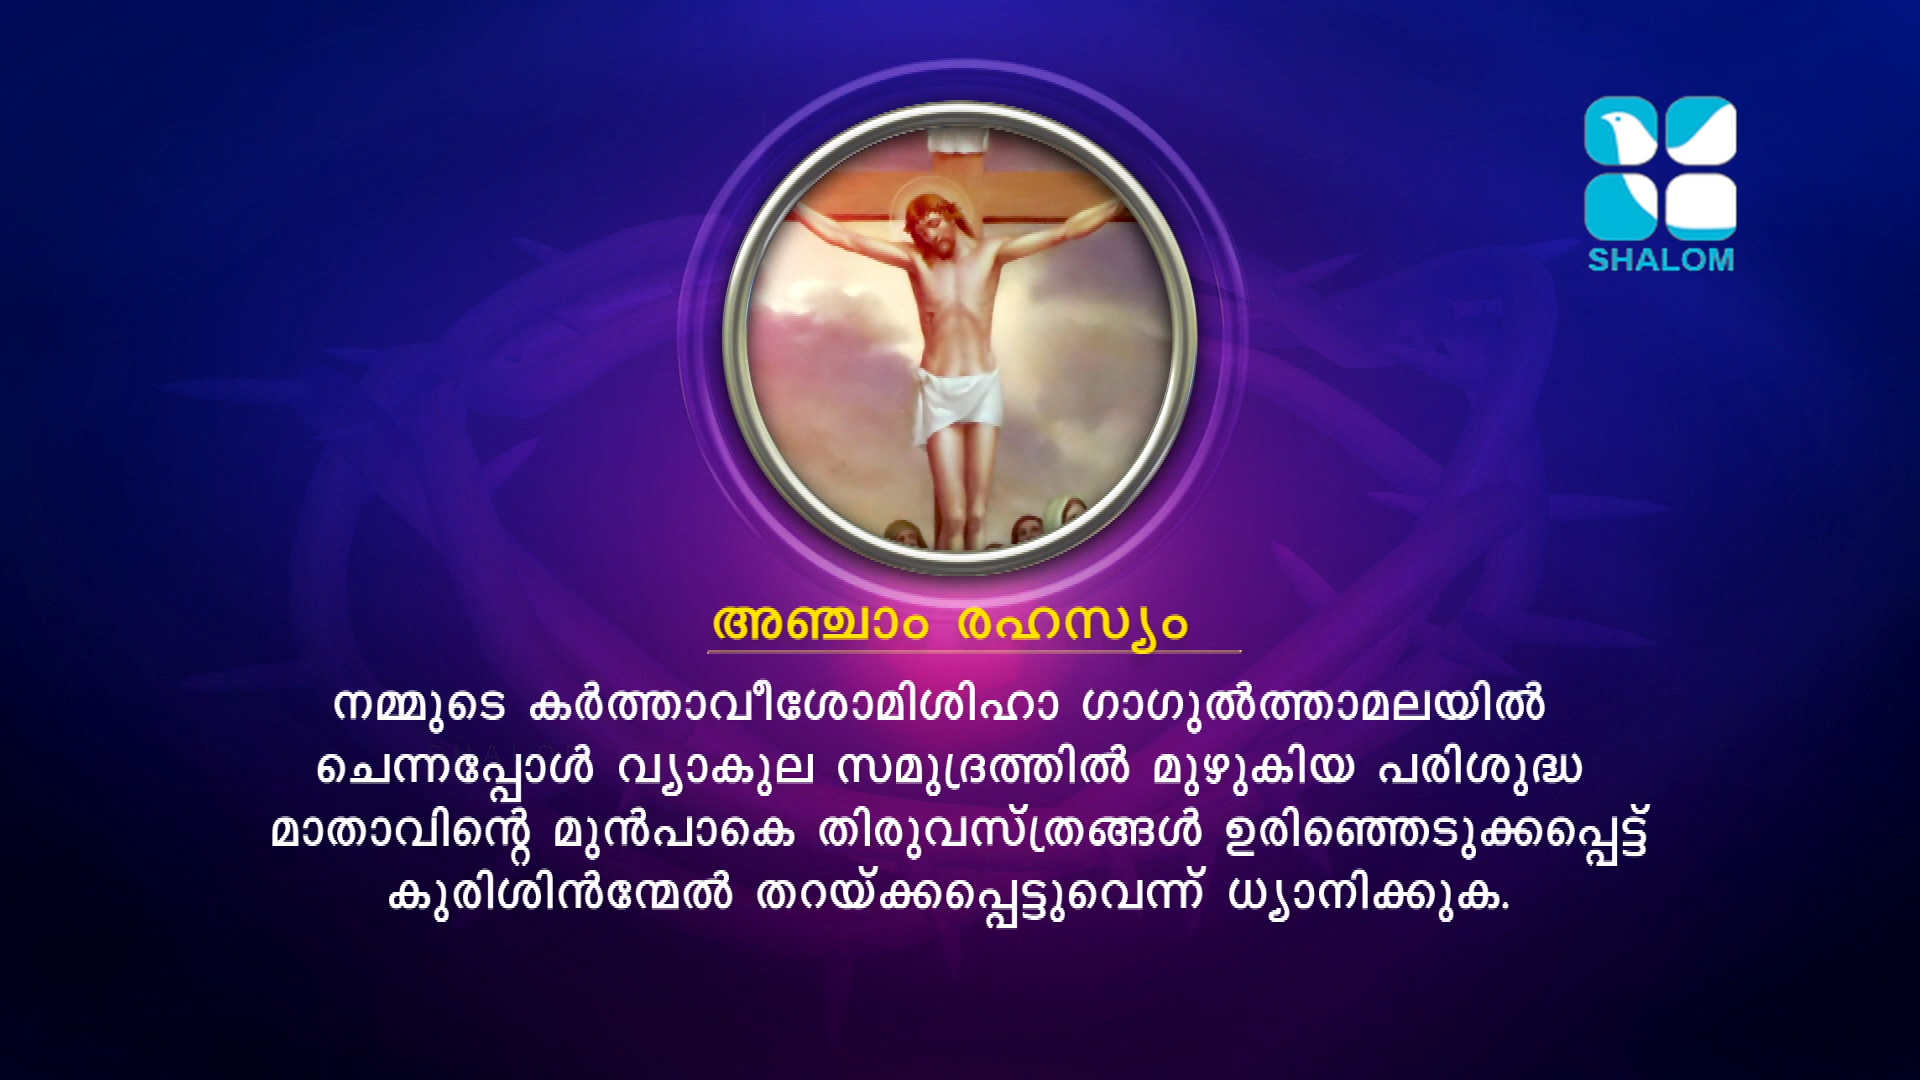 SHALOM
അഞ്ചാം രഹസ്യം
നമ്മുടെ കർത്താവീശോമിശിഹാ ഗാഗുൽത്താമലയിൽ
ചെന്നപ്പോൾ വ്യാകുല സമുദ്രത്തിൽ മുഴുകിയ പരിശുദ്ധ
മാതാവിന്റെ മുൻപാകെ തിരുവസ്ത്രങ്ങൾ ഉരിഞ്ഞെടുക്കപ്പെട്ട്
കുരിശിൻന്മേൽ തറയ്ക്കപ്പെട്ടുവെന്ന് ധ്യാനിക്കുക.